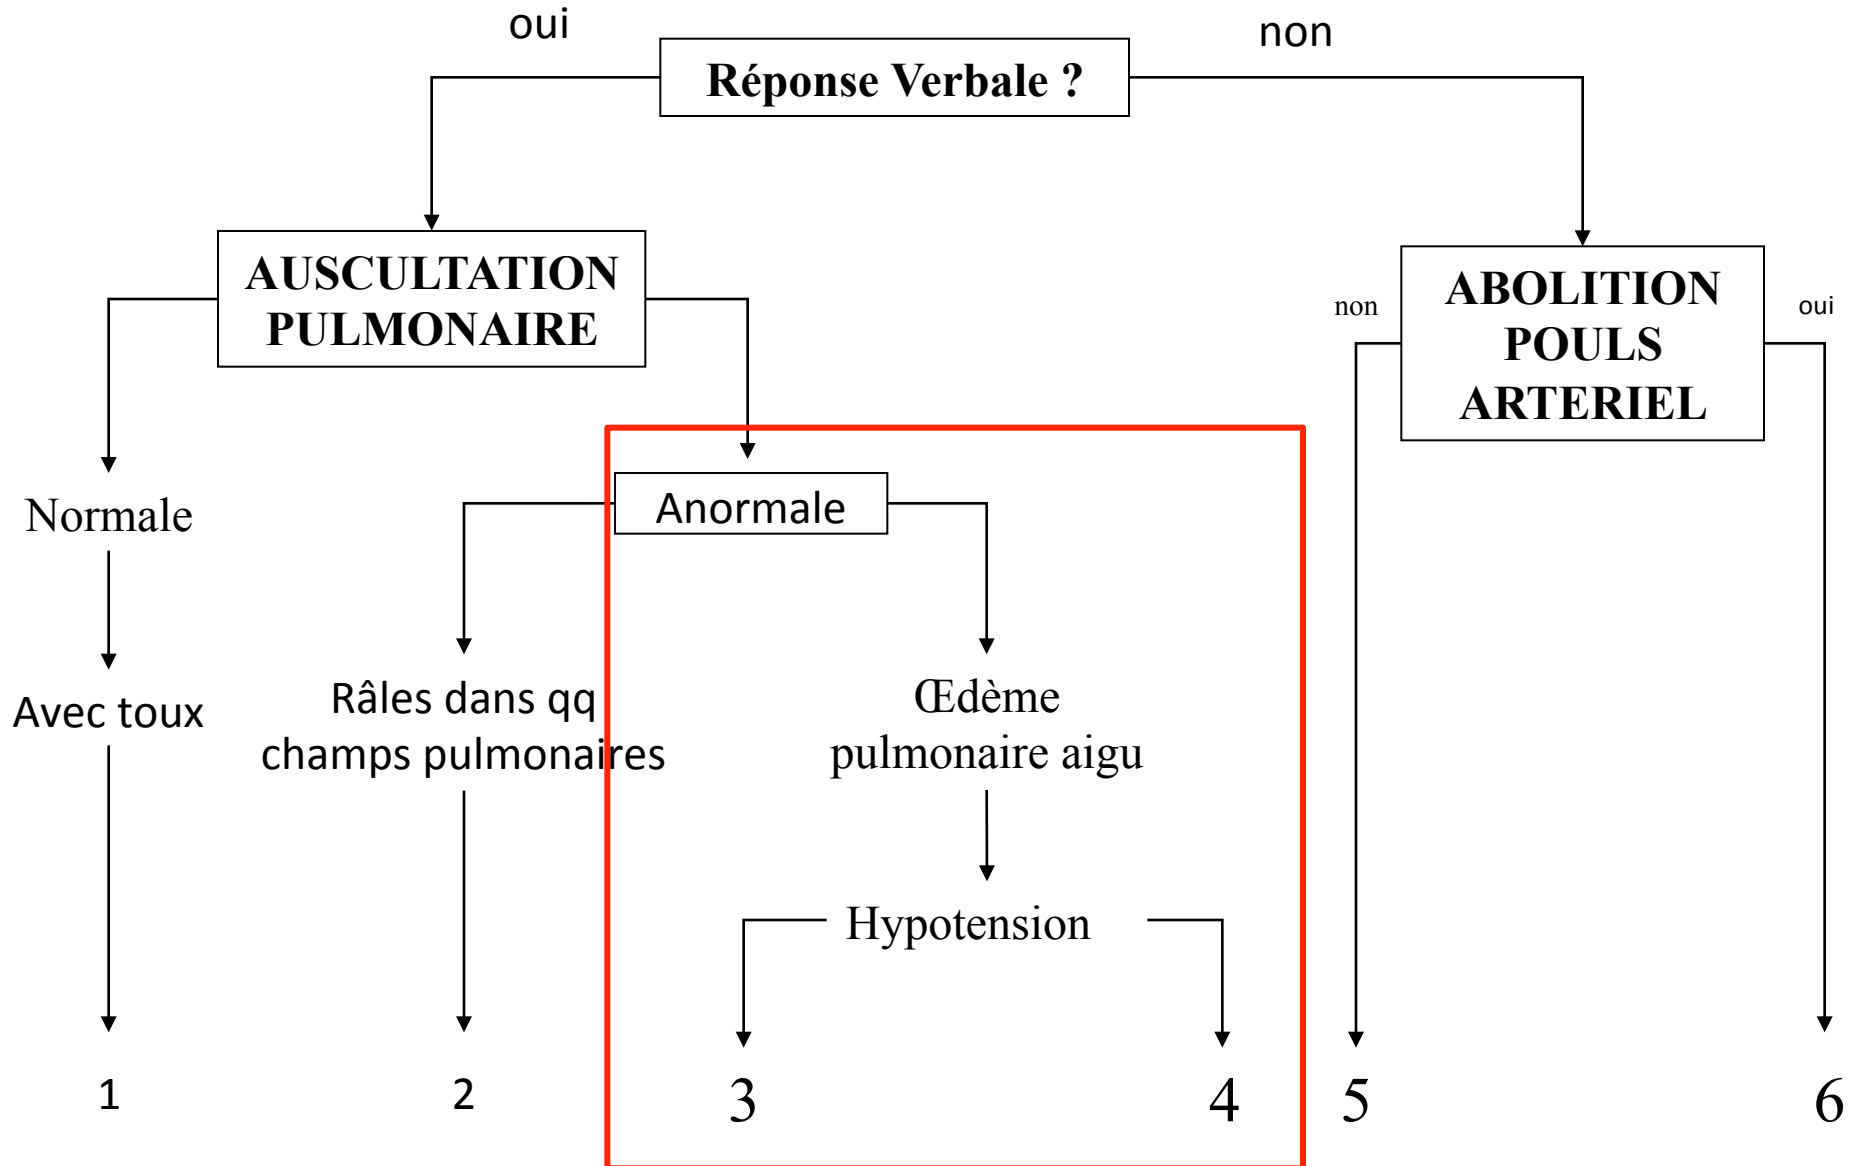 oui
non
Réponse Verbale ?
AUSCULTATION
PULMONAIRE
non
ABOLITION
POULS
ARTERIEL
oui
Normale
Anormale
Avec toux
Râles dans qq
champs pulmonaires
Œdème
pulmonaire aigu
Hypotension
1
2
3
4
5
6